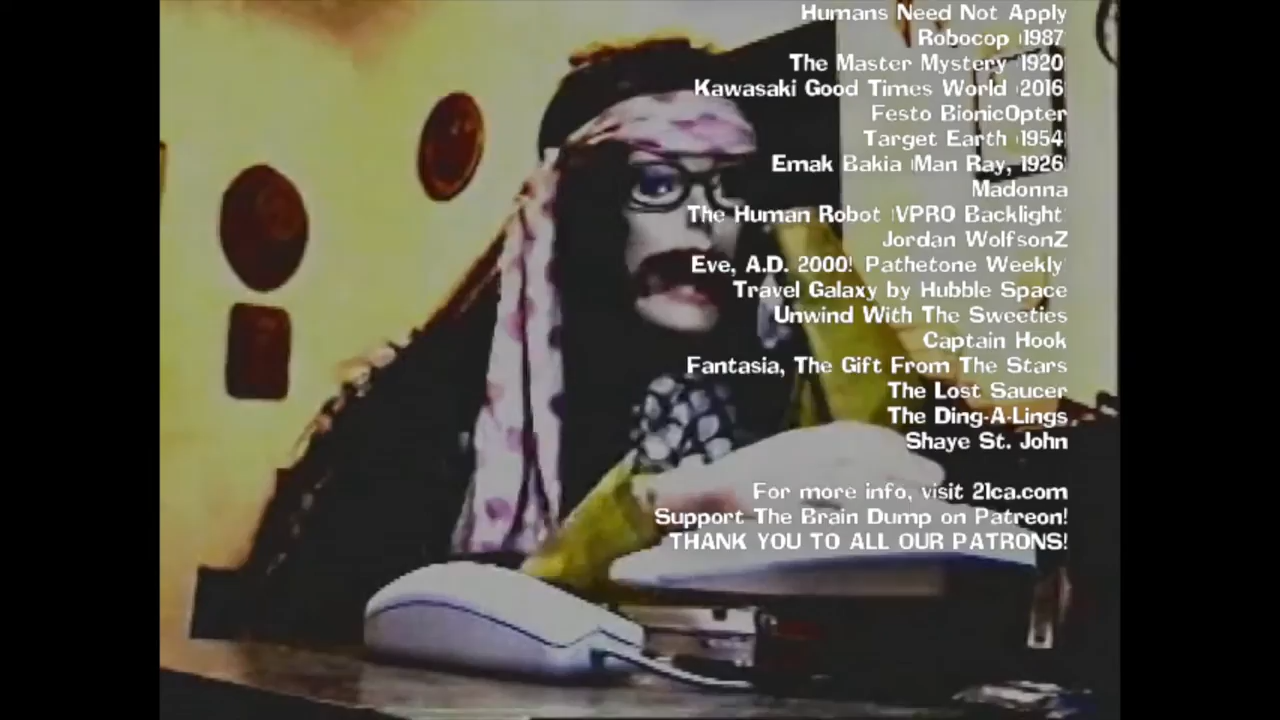 Humans Need Not Apply
Robocop (1987)
The Master Mystery (1920)
Kawasaki Good Times World (2016)
Festo BionicOpter
Target Earth (1954)
Emak Bakia (Man Ray, 1926)
Madonna
The Human Robot (VPRO Backlight)
Jordan WolfsonZ
Eve, A.D. 2000! (Pathetone Weekly)
Travel Galaxy by Hubble Space
Unwind With The Sweeties
Captain Hook
Fantasia, The Gift From The Stars
The Lost Saucer
The Ding-A-Lings
Shaye St. John
For more info, visit 21ca.com
Support The Brain Dump on Patreon!
THANK YOU TO ALL OUR PATRONS!